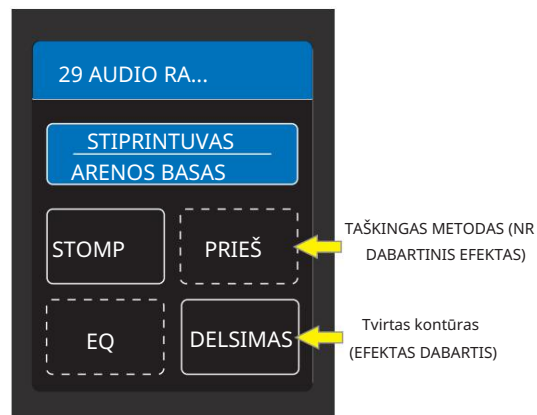 29 AUDIO RA...
STIPRINTUVAS
ARENOS BASAS
STOMP
PRIEŠ
TAŠKINGAS METODAS (NR
DABARTINIS EFEKTAS)
EQ
DELSIMAS
Tvirtas kontūras
(EFEKTAS DABARTIS)